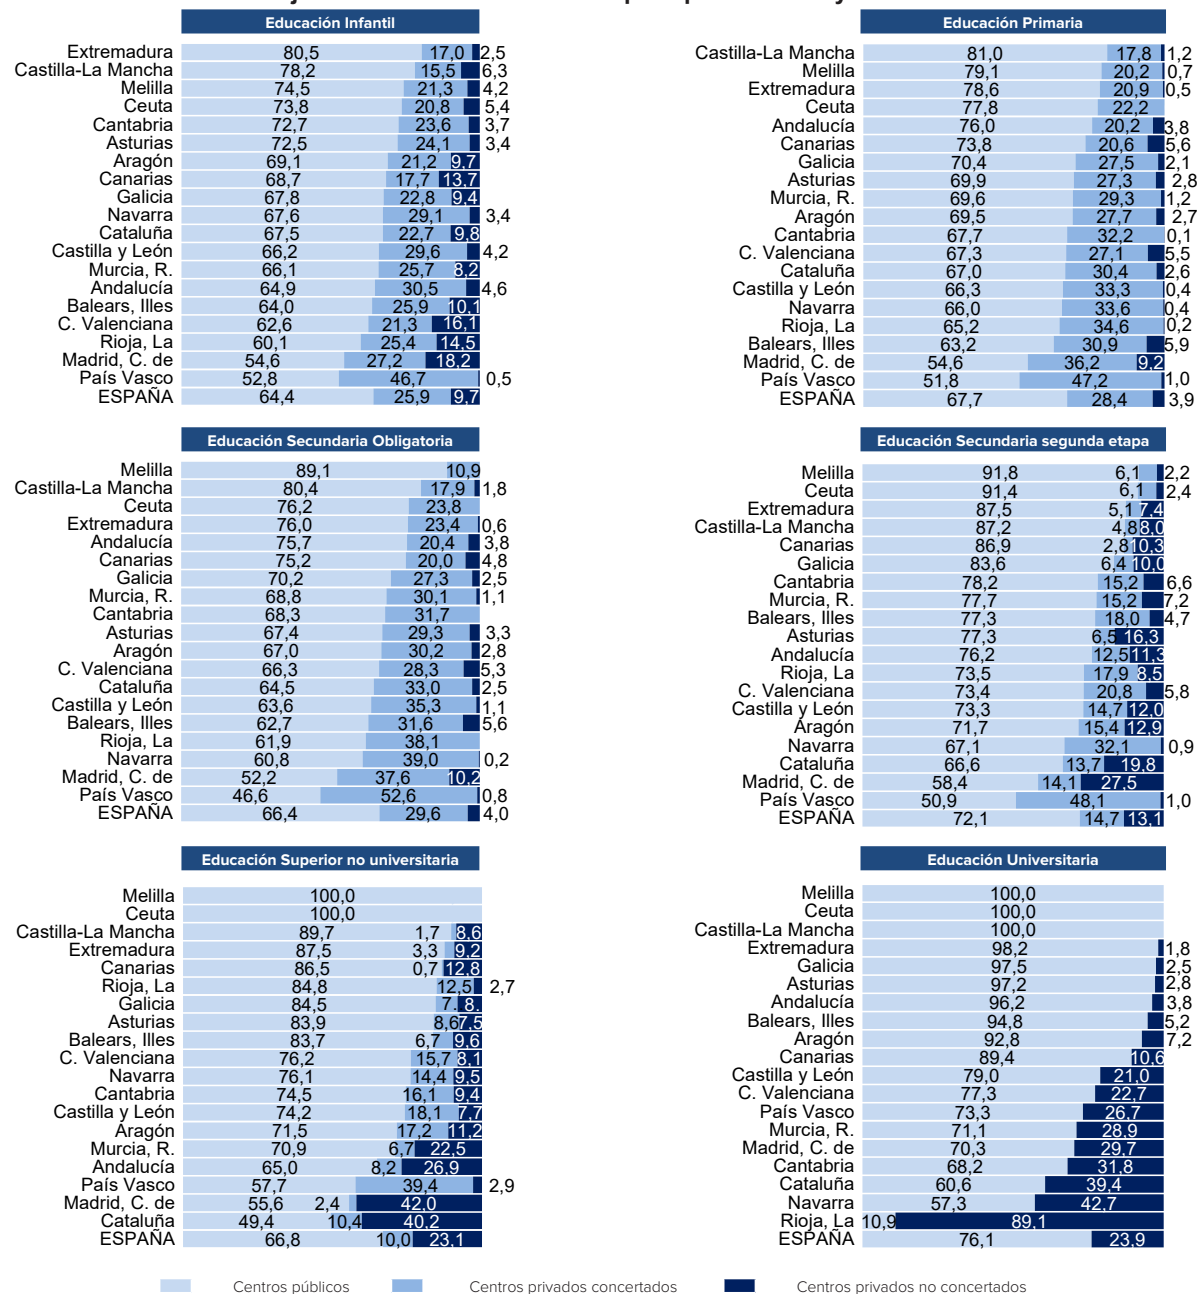 Educación Infantil
Extremadura 80,5 17,0 2,5
Castilla-La Mancha 78,2 15,5 6,3
Melilla 74,5 21,3 4,2
Ceuta 73,8 20,8 5,4
Cantabria 72,7 23,6 3,7
Asturias 72,5 24,1 3,4
Aragón 69,1 21,2 9,7
Canarias 68,7 17,7 13,7
Galicia 67,8 22,8 9,4
Navarra 67,6 29,1 3,4
Cataluña 67,5 22,7 9,8
Castilla y León 66,2 29,6 4,2
Murcia, R. 66,1 25,7 8,2
Andalucía 64,9 30,5 4,6
Balears, Illes 64,0 25,9 10,1
C. Valenciana 62,6 21,3 16,1
Rioja, La 60,1 25,4 14,5
Madrid, C. de 54,6 27,2 18,2
País Vasco 52,8 46,7 0,5
ESPAÑA 64,4 25,9 9,7
Educación Primaria
Castilla-La Mancha 81,0 17,8 1,2
Melilla 79,1 20,2 0,7
Extremadura 78,6 20,9 0,5
Ceuta 77,8 22,2
Andalucía 76,0 20,2 3,8
Canarias 73,8 20,6 5,6
Galicia 70,4 27,5 2,1
Asturias 69,9 27,3 2,8
Murcia, R. 69,6 29,3 1,2
Aragón 69,5 27,7 2,7
Cantabria 67,7 32,2 0,1
C. Valenciana 67,3 27,1 5,5
Cataluña 67,0 30,4 2,6
Castilla y León 66,3 33,3 0,4
Navarra 66,0 33,6 0,4
Rioja, La 65,2 34,6 0,2
Balears, Illes 63,2 30,9 5,9
Madrid, C. de 54,6 36,2 9,2
País Vasco 51,8 47,2 1,0
ESPAÑA 67,7 28,4 3,9
Educación Secundaria Obligatoria
Melilla 89,1 10,9
Castilla-La Mancha 80,4 17,9 1,8
Ceuta 76,2 23,8
Extremadura 76,0 23,4 0,6
Andalucía 75,7 20,4 3,8
Canarias 75,2 20,0 4,8
Galicia 70,2 27,3 2,5
Murcia, R. 68,8 30,1 1,1
Cantabria 68,3 31,7
Asturias 67,4 29,3 3,3
Aragón 67,0 30,2 2,8
C. Valenciana 66,3 28,3 5,3
Cataluña 64,5 33,0 2,5
Castilla y León 63,6 35,3 1,1
Balears, Illes 62,7 31,6 5,6
Rioja, La 61,9 38,1
Navarra 60,8 39,0 0,2
Madrid, C. de 52,2 37,6 10,2
País Vasco 46,6 52,6 0,8
ESPAÑA 66,4 29,6 4,0
Educación Secundaria segunda etapa
Melilla 91,8 6,1 2,2
Ceuta 91,4 6,1 2,4
Extremadura 87,5 5,1 7,4
Castilla-La Mancha 87,2 4,8 8,0
Canarias 86,9 2,8 10,3
Galicia 83,6 6,4 10,0
Cantabria 78,2 15,2 6,6
Murcia, R. 77,7 15,2 7,2
Balears, Illes 77,3 18,0 4,7
Asturias 77,3 6,5 16,3
Andalucía 76,2 12,5 11,3
Rioja, La 73,5 17,9 8,5
C. Valenciana 73,4 20,8 5,8
Castilla y León 73,3 14,7 12,0
Aragón 71,7 15,4 12,9
Navarra 67,1 32,1 0,9
Cataluña 66,6 13,7 19,8
Madrid, C. de 58,4 14,1 27,5
País Vasco 50,9 48,1 1,0
ESPAÑA 72,1 14,7 13,1
Educación Superior no universitaria
Melilla 100,0
Ceuta 100,0
Castilla-La Mancha 89,7 1,7 8,6
Extremadura 87,5 3,3 9,2
Canarias 86,5 0,7 12,8
Rioja, La 84,8 12,5 2,7
Galicia 84,5 7. 8.
Asturias 83,9 8,6 7,5
Balears, Illes 83,7 6,7 9,6
C. Valenciana 76,2 15,7 8,1
Navarra 76,1 14,4 9,5
Cantabria 74,5 16,1 9,4
Castilla y León 74,2 18,1 7,7
Aragón 71,5 17,2 11,2
Murcia, R. 70,9 6,7 22,5
Andalucía 65,0 8,2 26,9
País Vasco 57,7 39,4 2,9
Madrid, C. de 55,6 2,4 42,0
Cataluña 49,4 10,4 40,2
ESPAÑA 66,8 10,0 23,1
Educación Universitaria
Melilla 100,0
Ceuta 100,0
Castilla-La Mancha 100,0
Extremadura 98,2 1,8
Galicia 97,5 2,5
Asturias 97,2 2,8
Andalucía 96,2 3,8
Balears, Illes 94,8 5,2
Aragón 92,8 7,2
Canarias 89,4 10,6
Castilla y León 79,0 21,0
C. Valenciana 77,3 22,7
País Vasco 73,3 26,7
Murcia, R. 71,1 28,9
Madrid, C. de 70,3 29,7
Cantabria 68,2 31,8
Cataluña 60,6 39,4
Navarra 57,3 42,7
Rioja, La 10,9 89,1
ESPAÑA 76,1 23,9
Centros públicos Centros privados concertados Centros privados no concertados